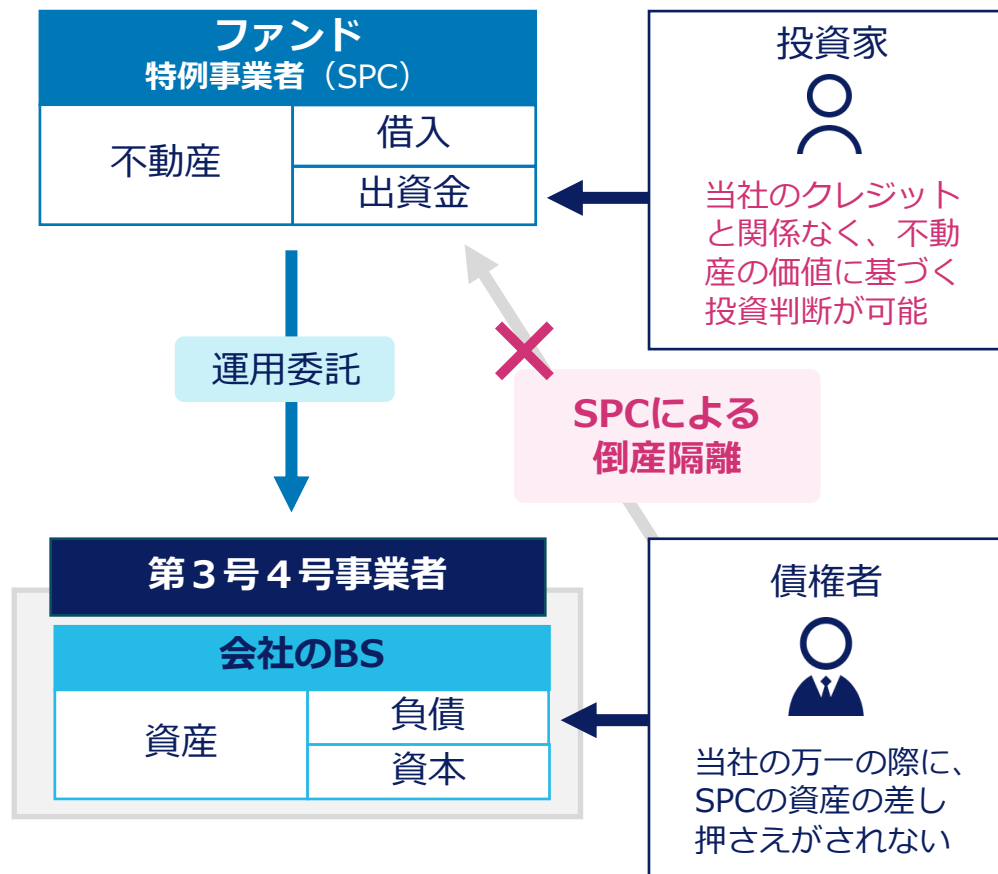 ファンド
特例事業者（SPC）
不動産
借入
出資金
投資家
当社のクレジット
と関係なく、不動
産の価値に基づく
投資判断が可能
運用委託
SPCによる
倒産隔離
第３号４号事業者
会社のBS
資産
負債
資本
債権者
当社の万一の際に、
SPCの資産の差し
押さえがされない